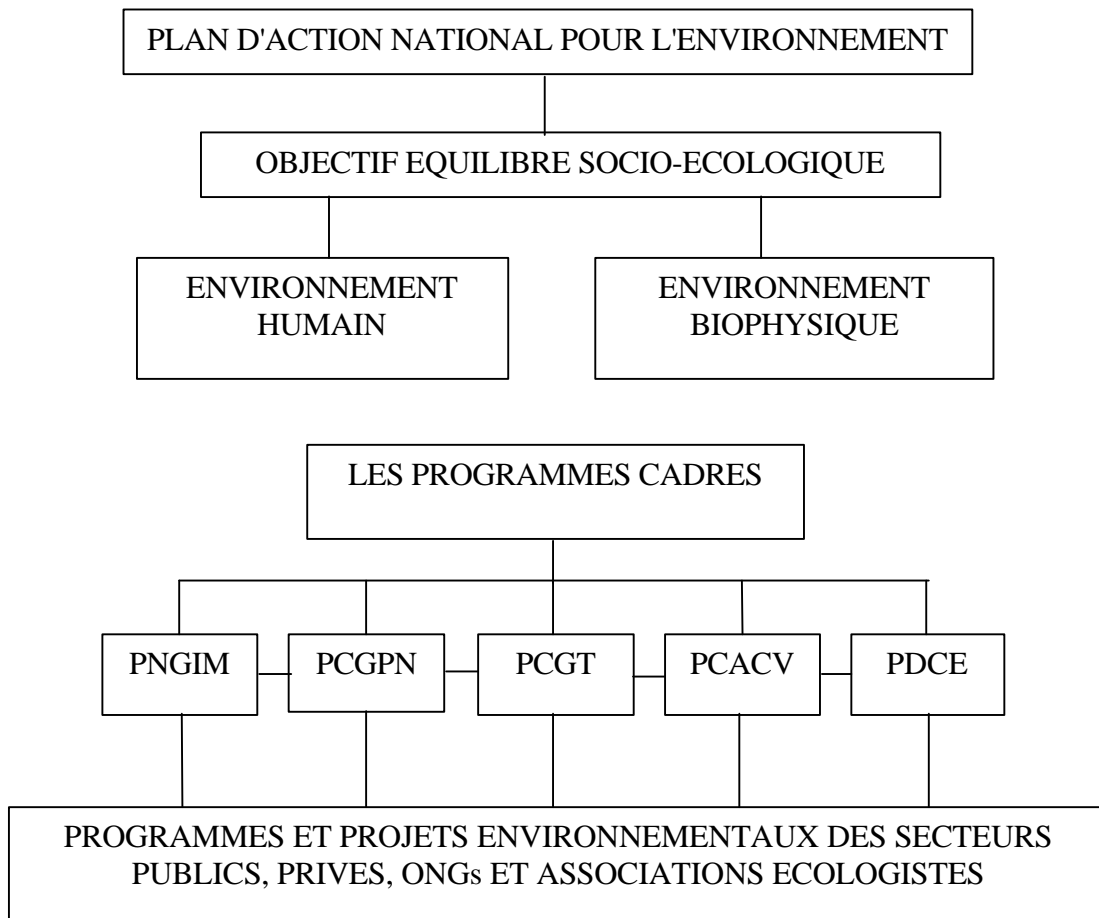 PLAN D'ACTION NATIONAL POUR L'ENVIRONNEMENT
OBJECTIF EQUILIBRE SOCIO-ECOLOGIQUE
ENVIRONNEMENT
HUMAIN
ENVIRONNEMENT
BIOPHYSIQUE
LES PROGRAMMES CADRES
PNGIM
PCGPN
PCGT
PCACV
PDCE
PROGRAMMES ET PROJETS ENVIRONNEMENTAUX DES SECTEURS
PUBLICS, PRIVES, ONGs ET ASSOCIATIONS ECOLOGISTES